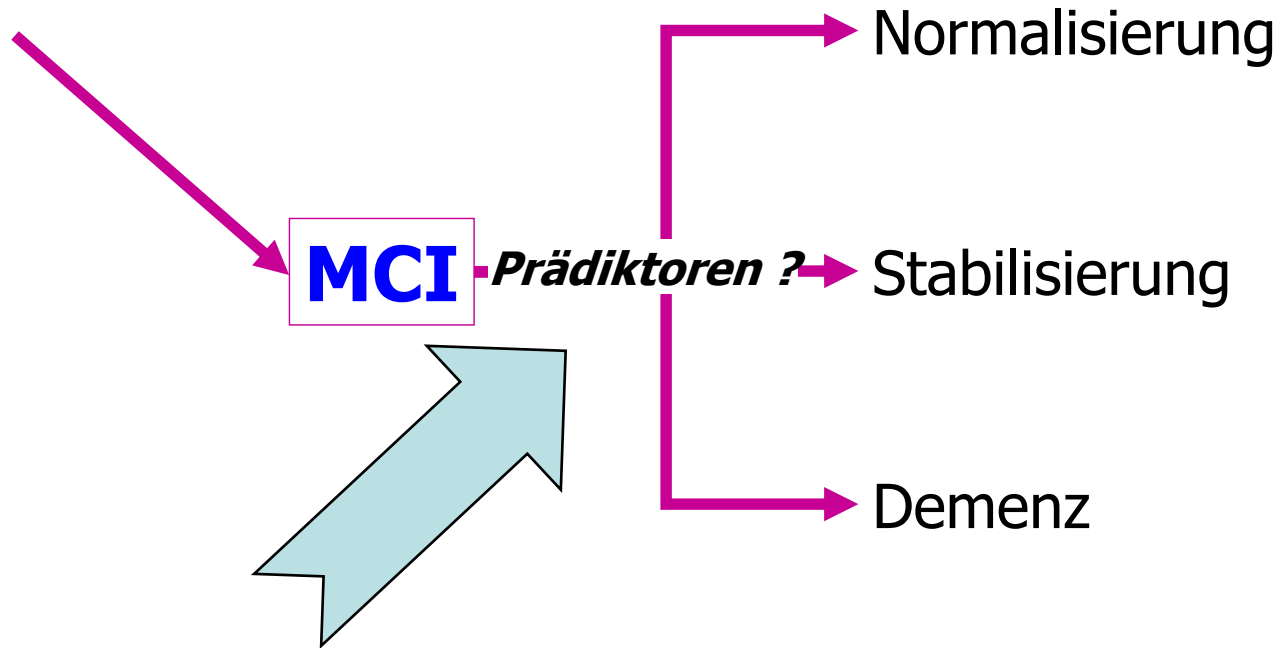 Normalisierung
MCI
Prädiktoren ?
Stabilisierung
Demenz